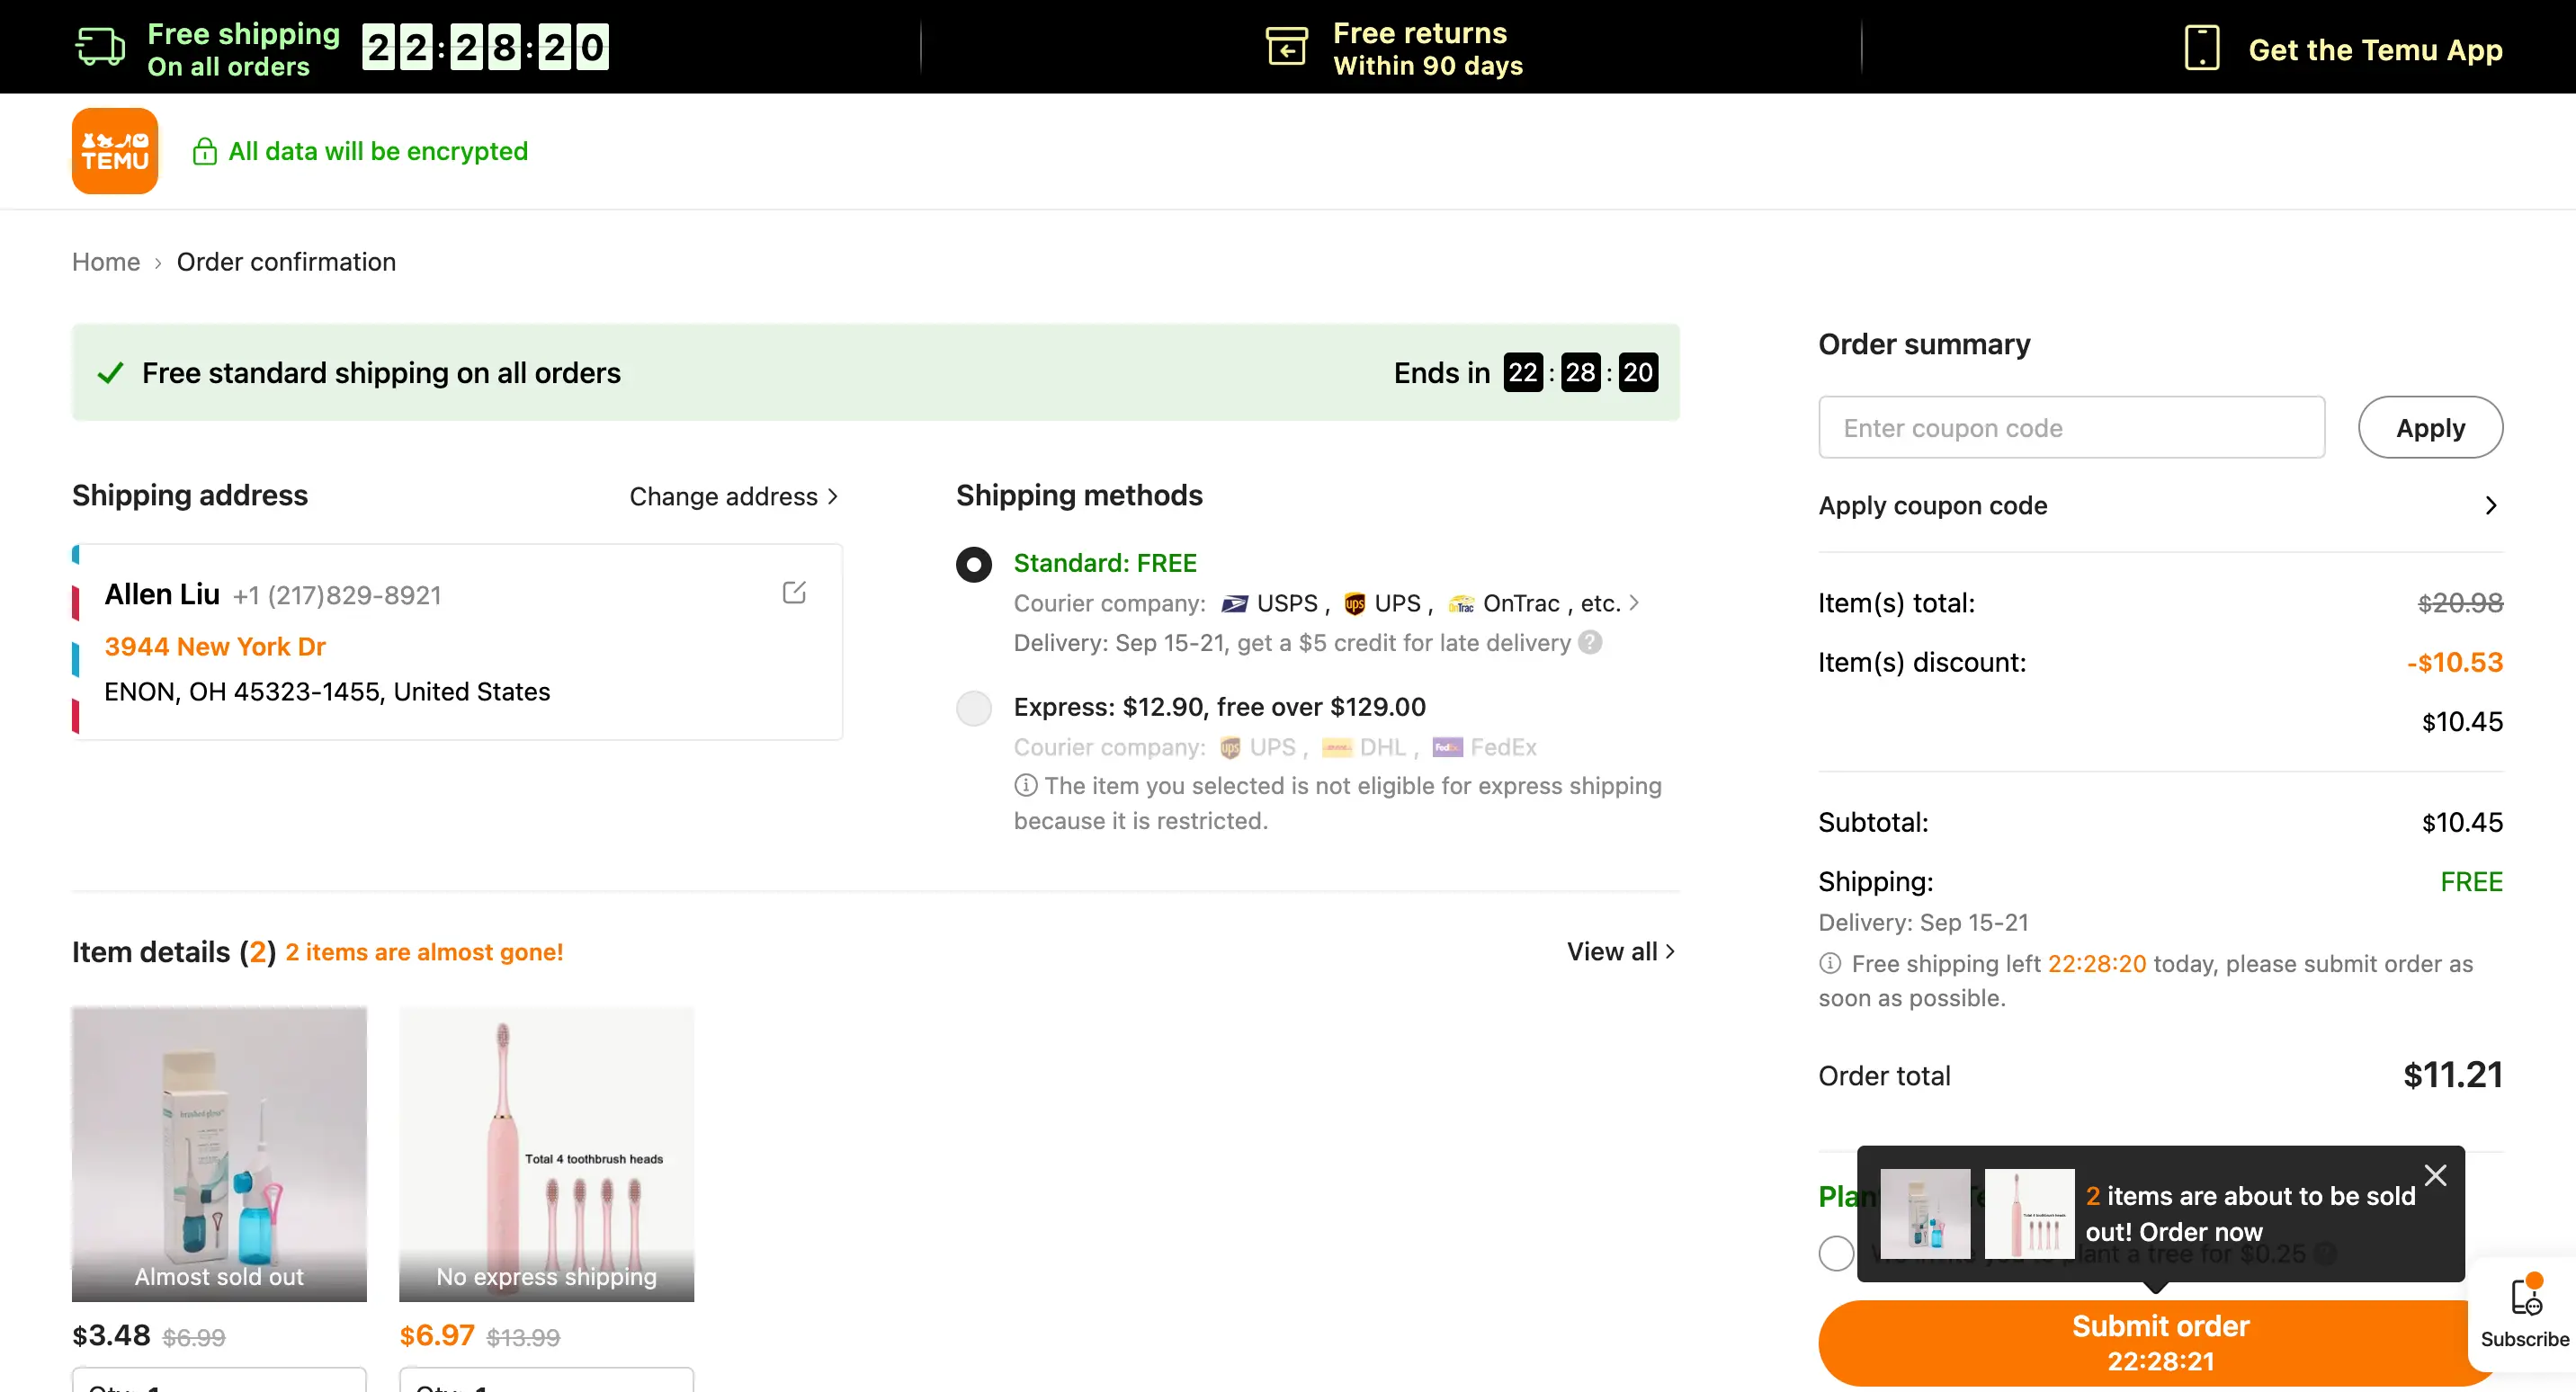 Free shipping
On all orders
22:28:20
Free returns
Within 90 days
Get the Temu App
TEMU
All data will be encrypted
Home › Order confirmation
Free standard shipping on all orders
Ends in 22 : 28 : 20
Shipping address
Change address >
Allen Liu +1 (217)829-8921
3944 New York Dr
ENON, OH 45323-1455, United States
Shipping methods
Standard: FREE
Courier company: USPS , UPS , OnTrac , etc. >
Delivery: Sep 15-21, get a $5 credit for late delivery ?
Express: $12.90, free over $129.00
Courier company: UPS , DHL , FedEx
The item you selected is not eligible for express shipping
because it is restricted.
Item details (2) 2 items are almost gone!
View all >
Total 4 toothbrush heads
Almost sold out
No express shipping
$3.48 $6.99
$6.97 $13.99
Qty: 1
Qty: 1
Order summary
Enter coupon code
Apply
Apply coupon code >
Item(s) total: $20.98
Item(s) discount: -$10.53
$10.45
Subtotal: $10.45
Shipping: FREE
Delivery: Sep 15-21
Free shipping left 22:28:20 today, please submit order as
soon as possible.
Order total $11.21
2 items are about to be sold
out! Order now
plant a tree for $0.25
Submit order
22:28:21
Subscribe